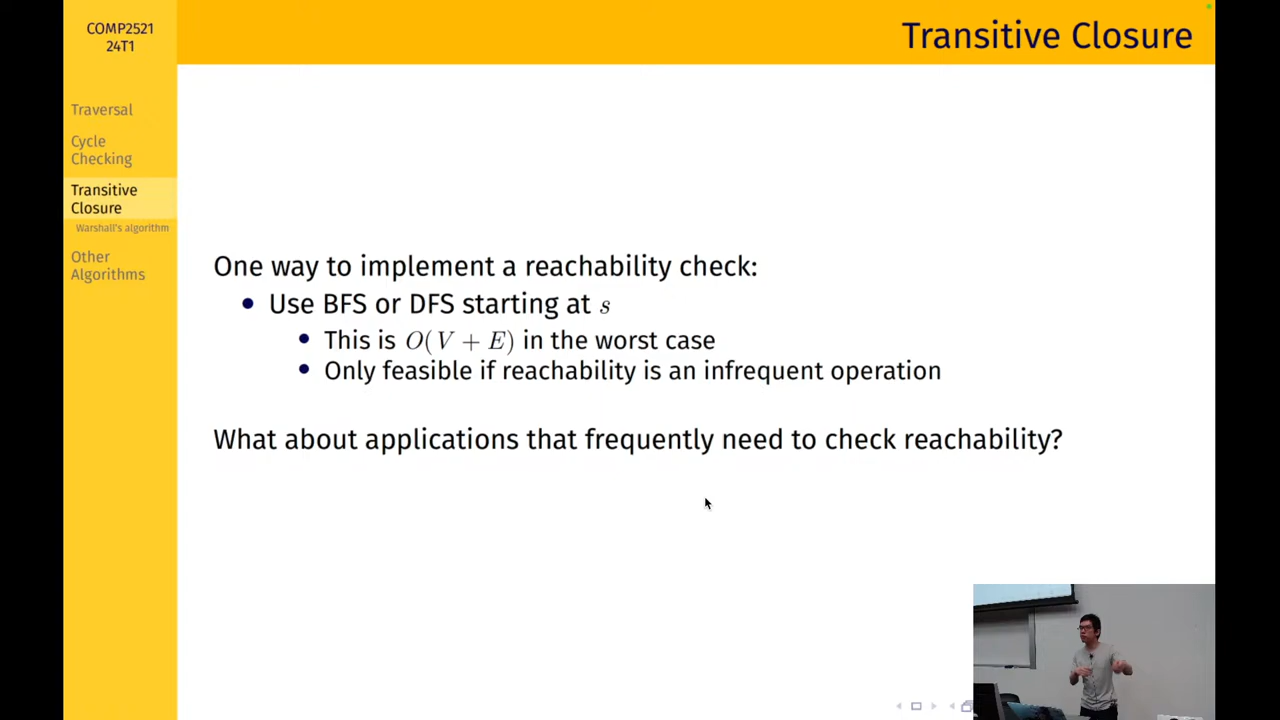 COMP2521
24T1
Transitive Closure
Traversal
Cycle
Checking
Transitive
Closure
Warshall's algorithm
Other
Algorithms
One way to implement a reachability check:
• Use BFS or DFS starting at s
• This is O(V + E) in the worst case
• Only feasible if reachability is an infrequent operation
What about applications that frequently need to check reachability?